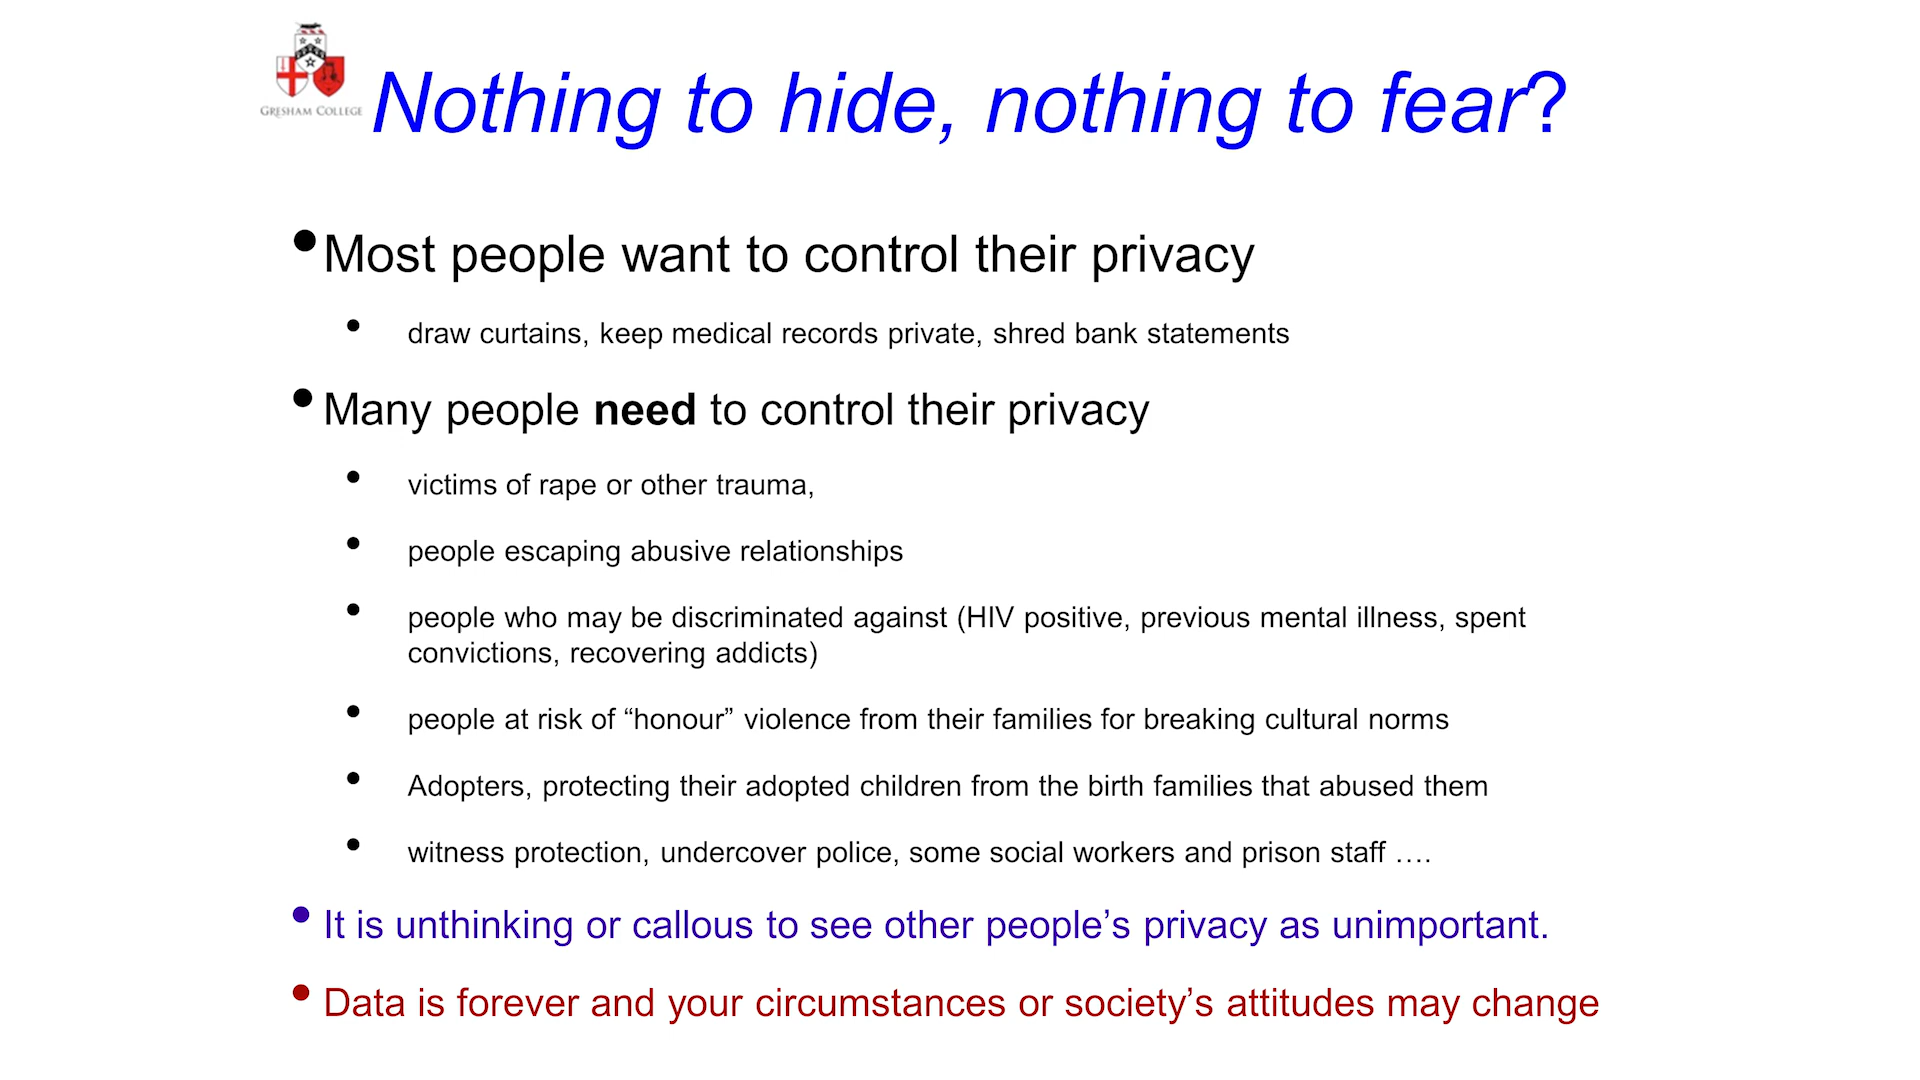 GRESHAM COLLEGE
Nothing to hide, nothing to fear?
• Most people want to control their privacy
• draw curtains, keep medical records private, shred bank statements
• Many people need to control their privacy
• victims of rape or other trauma,
• people escaping abusive relationships
• people who may be discriminated against (HIV positive, previous mental illness, spent
convictions, recovering addicts)
• people at risk of “honour” violence from their families for breaking cultural norms
• Adopters, protecting their adopted children from the birth families that abused them
• witness protection, undercover police, some social workers and prison staff ….
• It is unthinking or callous to see other people’s privacy as unimportant.
• Data is forever and your circumstances or society’s attitudes may change